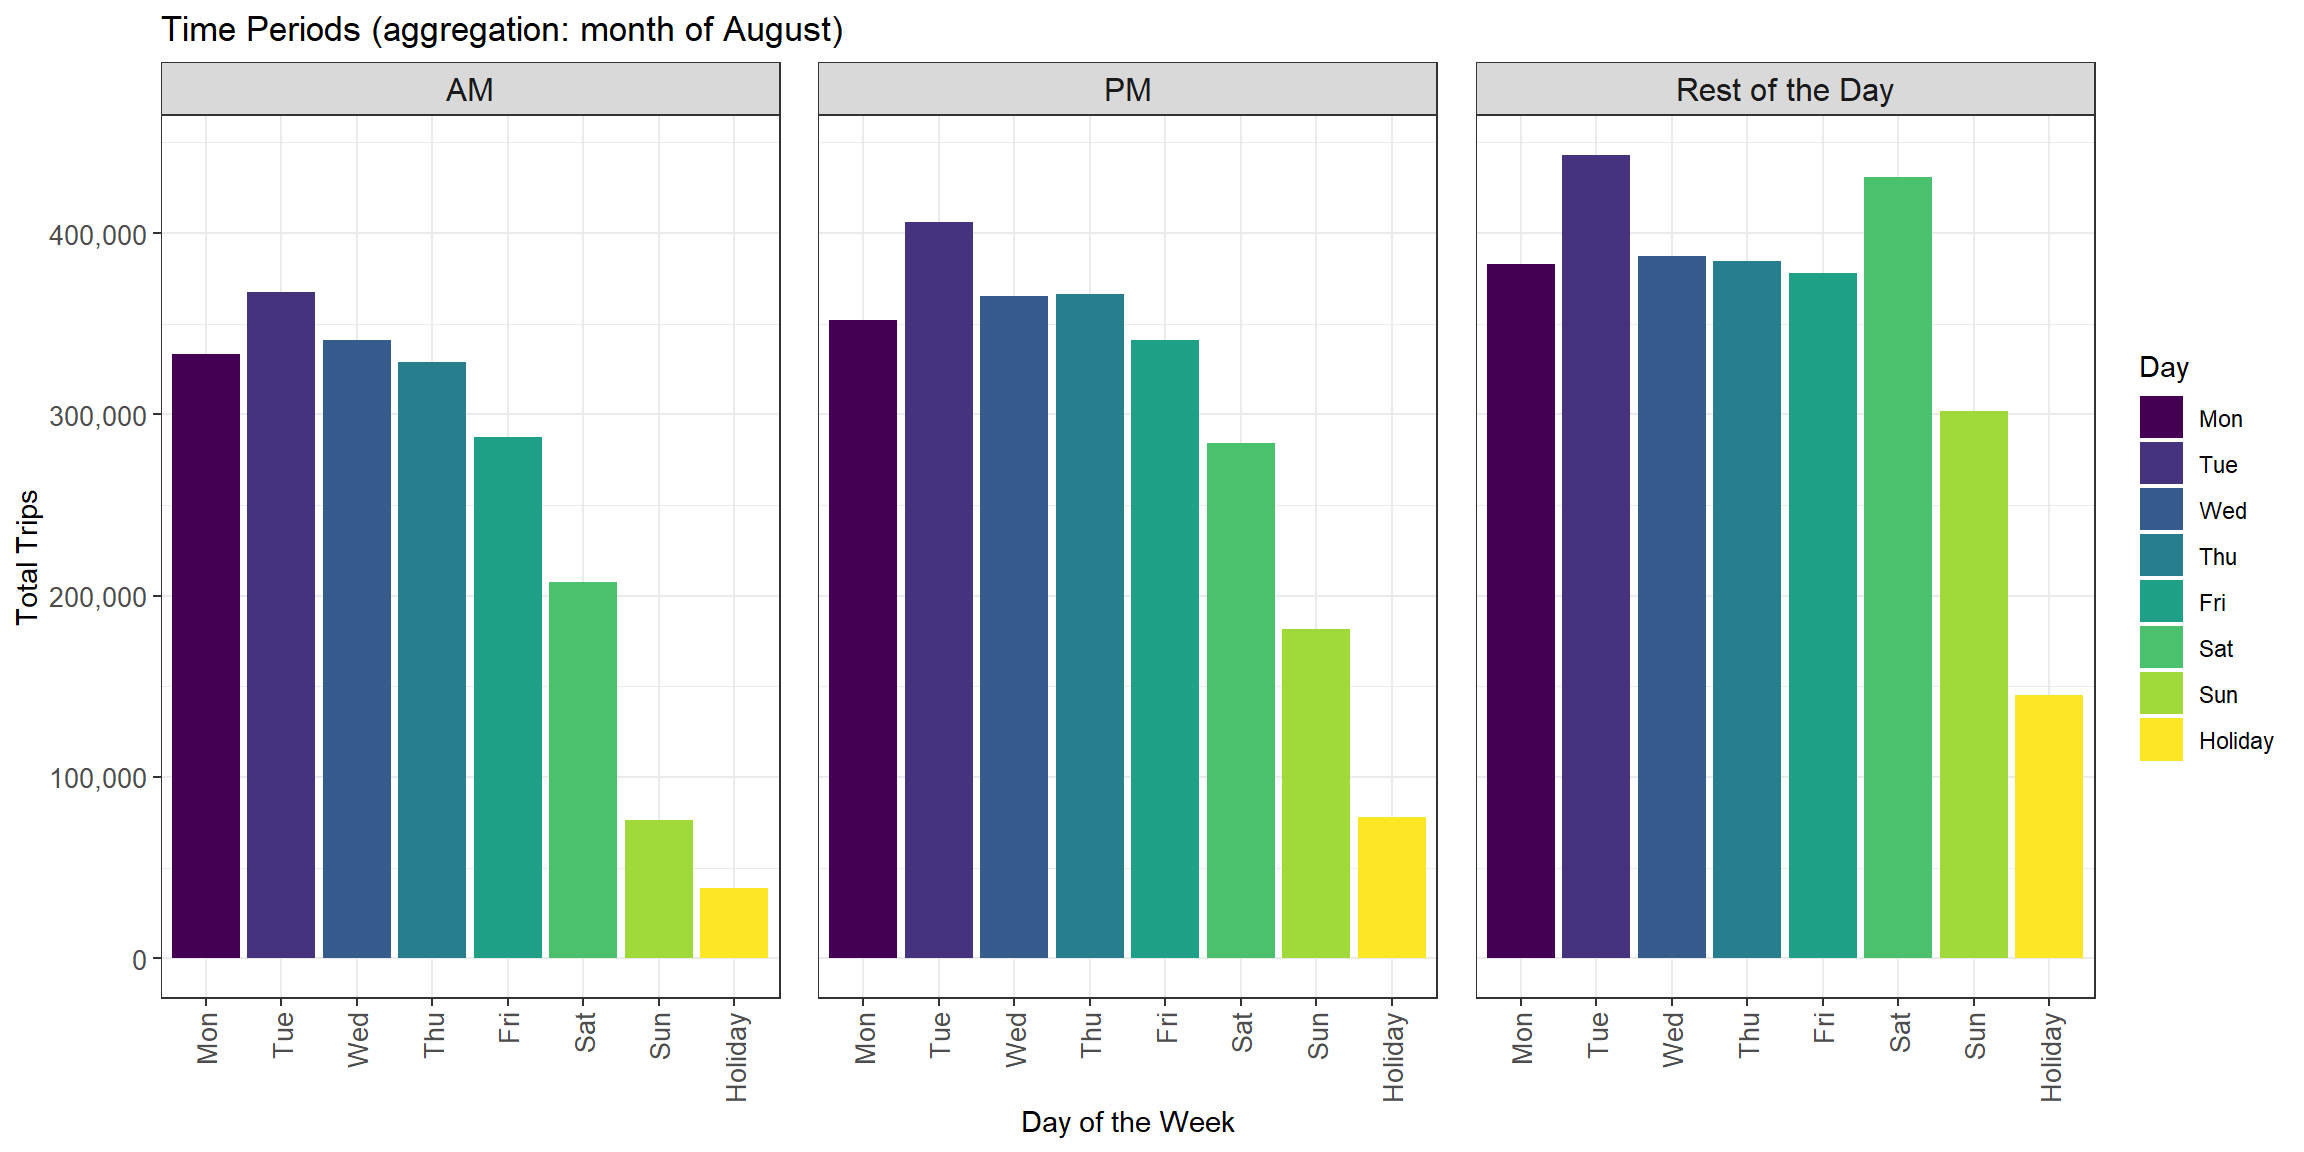 Time Periods (aggregation: month of August)
AM
PM
Rest of the Day
400,000
300,000
200,000
100,000
0
Total Trips
Mon
Tue
Wed
Thu
Fri
Sat
Sun
Holiday
Mon
Tue
Wed
Thu
Fri
Sat
Sun
Holiday
Mon
Tue
Wed
Thu
Fri
Sat
Sun
Holiday
Day of the Week
Day
Mon
Tue
Wed
Thu
Fri
Sat
Sun
Holiday